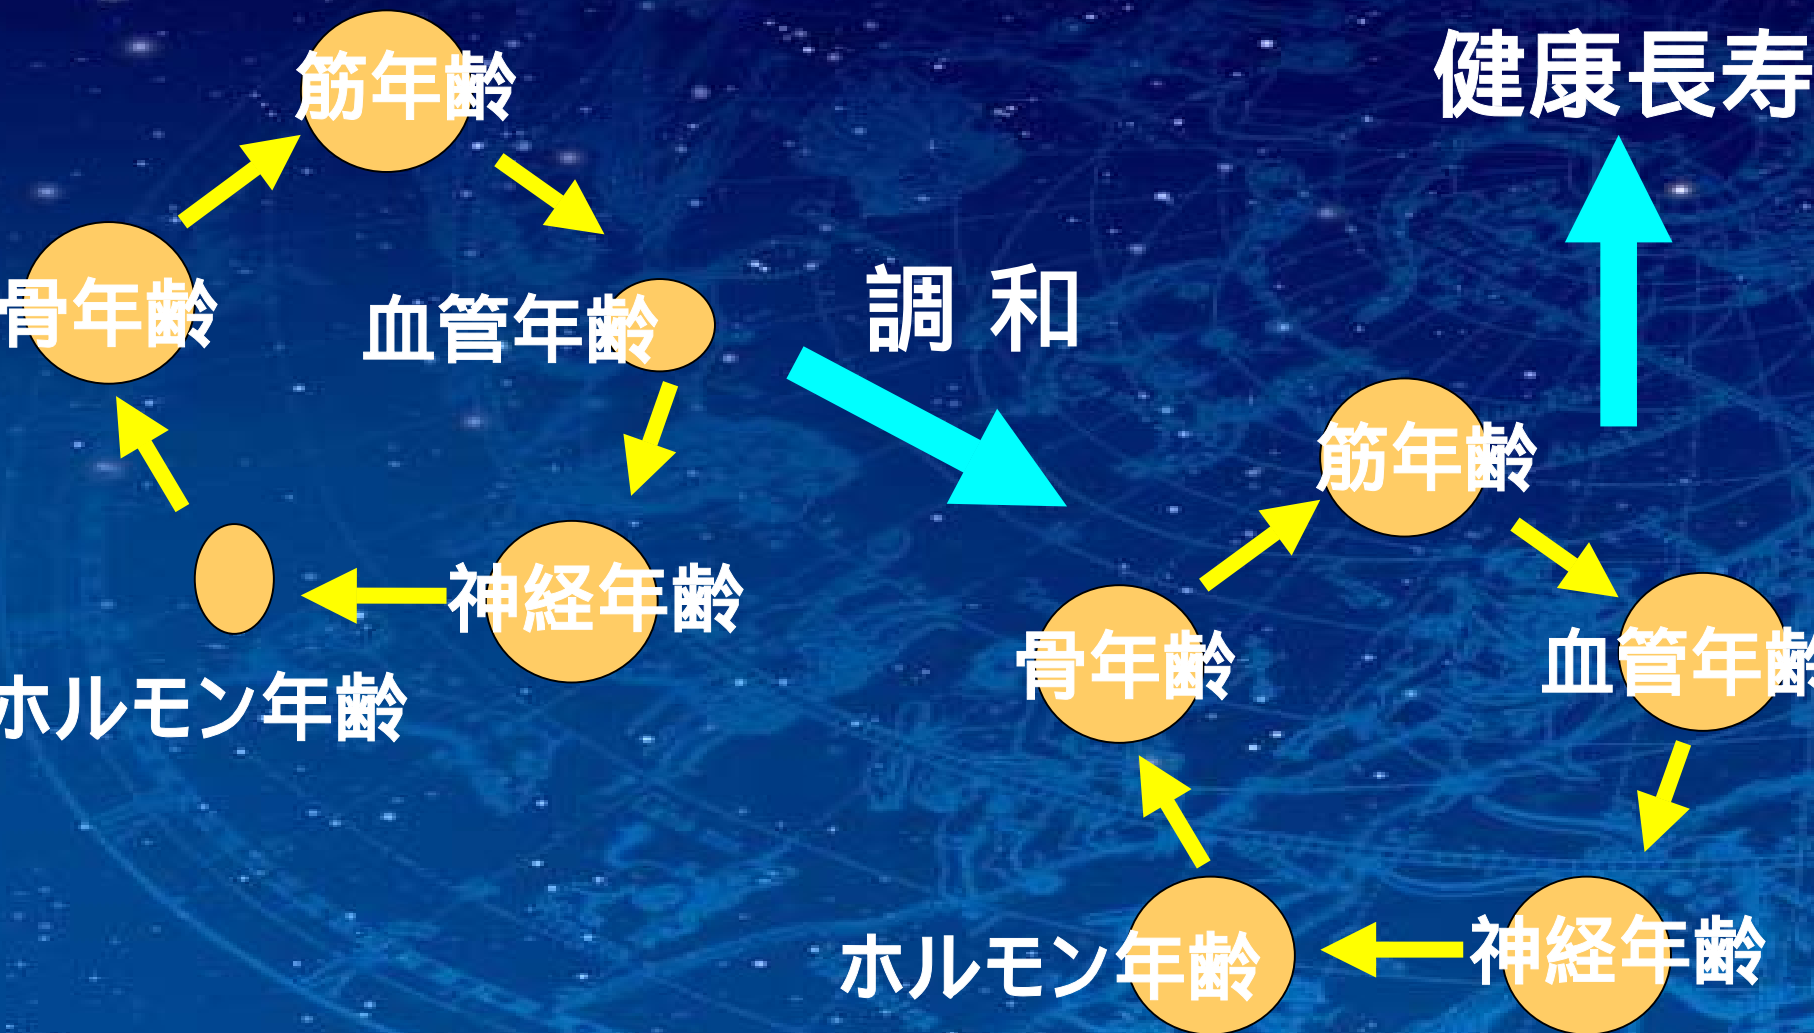 筋年齢
骨年齢
血管年齢
神経年齢
ホルモン年齢
調 和
健康長寿
筋年齢
骨年齢
血管年齢
ホルモン年齢
神経年齢